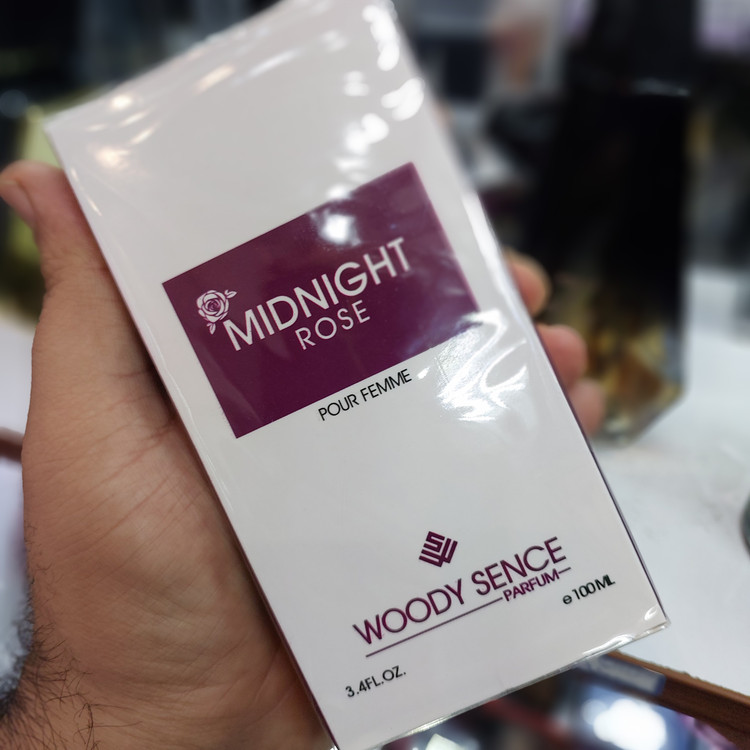 MIDNIGHT
ROSE
POUR FEMME
WOODY SENCE
PARFUM
e 100 ML
3.4FL.OZ.